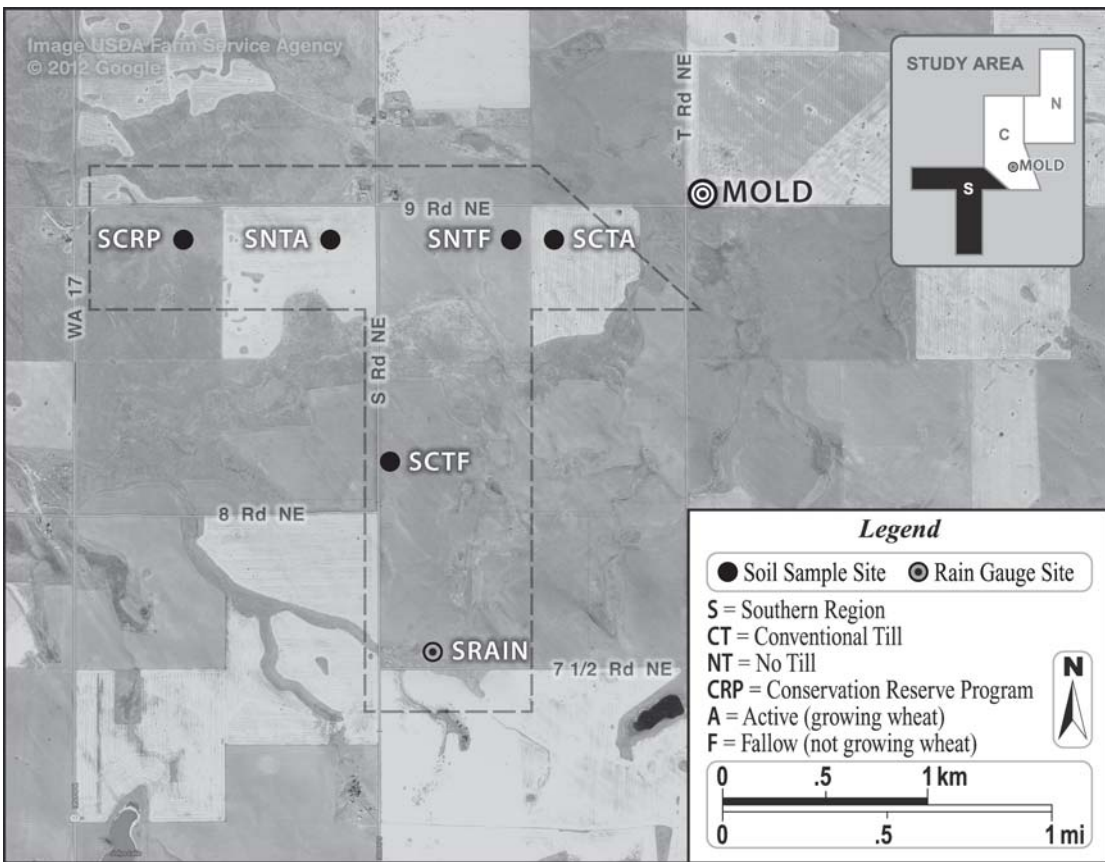 Image USDA Farm Service Agency
© 2012 Google
STUDY AREA
N
C
MOLD
S
T Rd NE
MOLD
9 Rd NE
SCRP
SNTA
SNTF
SCTA
WA 17
S Rd NE
SCTF
8 Rd NE
SRAIN
7 1/2 Rd NE
Legend
Soil Sample Site
Rain Gauge Site
S = Southern Region
CT = Conventional Till
NT = No Till
CRP = Conservation Reserve Program
A = Active (growing wheat)
F = Fallow (not growing wheat)
N
0 .5 1 km
0 .5 1 mi